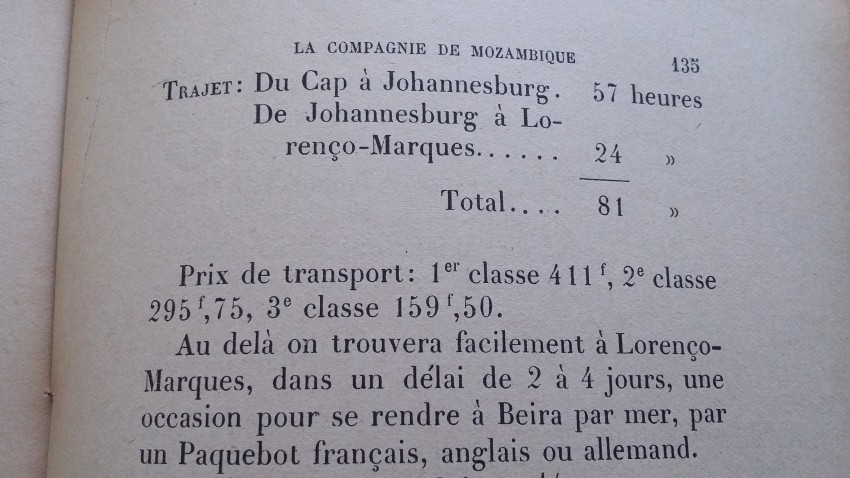 LA COMPAGNIE DE MOZAMBIQUE 135
TRAJET: Du Cap à Johannesburg. 57 heures
De Johannesburg à Lo-
renço-Marques...... 24 »
Total.... 81 »
Prix de transport: 1er classe 411f, 2e classe
295f,75, 3e classe 159f,50.
Au delà on trouvera facilement à Lorenço-
Marques, dans un délai de 2 à 4 jours, une
occasion pour se rendre à Beira par mer, par
un Paquebot français, anglais ou allemand.